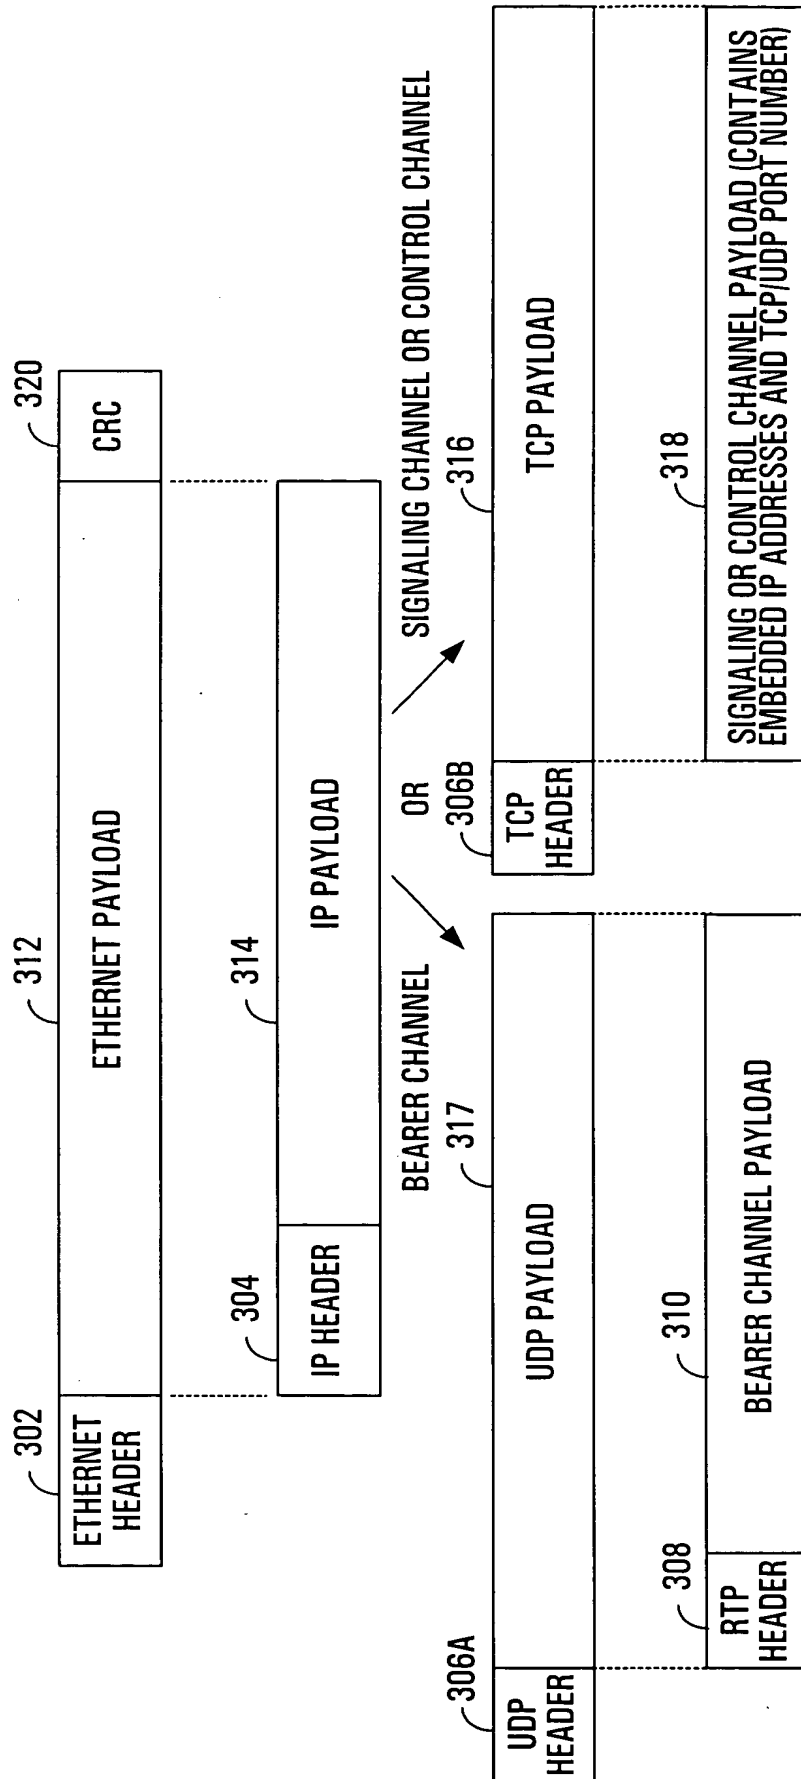 302
312
320
ETHERNET
HEADER
ETHERNET PAYLOAD
CRC
304
314
IP HEADER
IP PAYLOAD
BEARER CHANNEL
OR
SIGNALING CHANNEL OR CONTROL CHANNEL
306A
317
306B
316
UDP
HEADER
UDP PAYLOAD
TCP
HEADER
TCP PAYLOAD
308
310
318
RTP
HEADER
BEARER CHANNEL PAYLOAD
SIGNALING OR CONTROL CHANNEL PAYLOAD (CONTAINS
EMBEDDED IP ADDRESSES AND TCP/UDP PORT NUMBER)